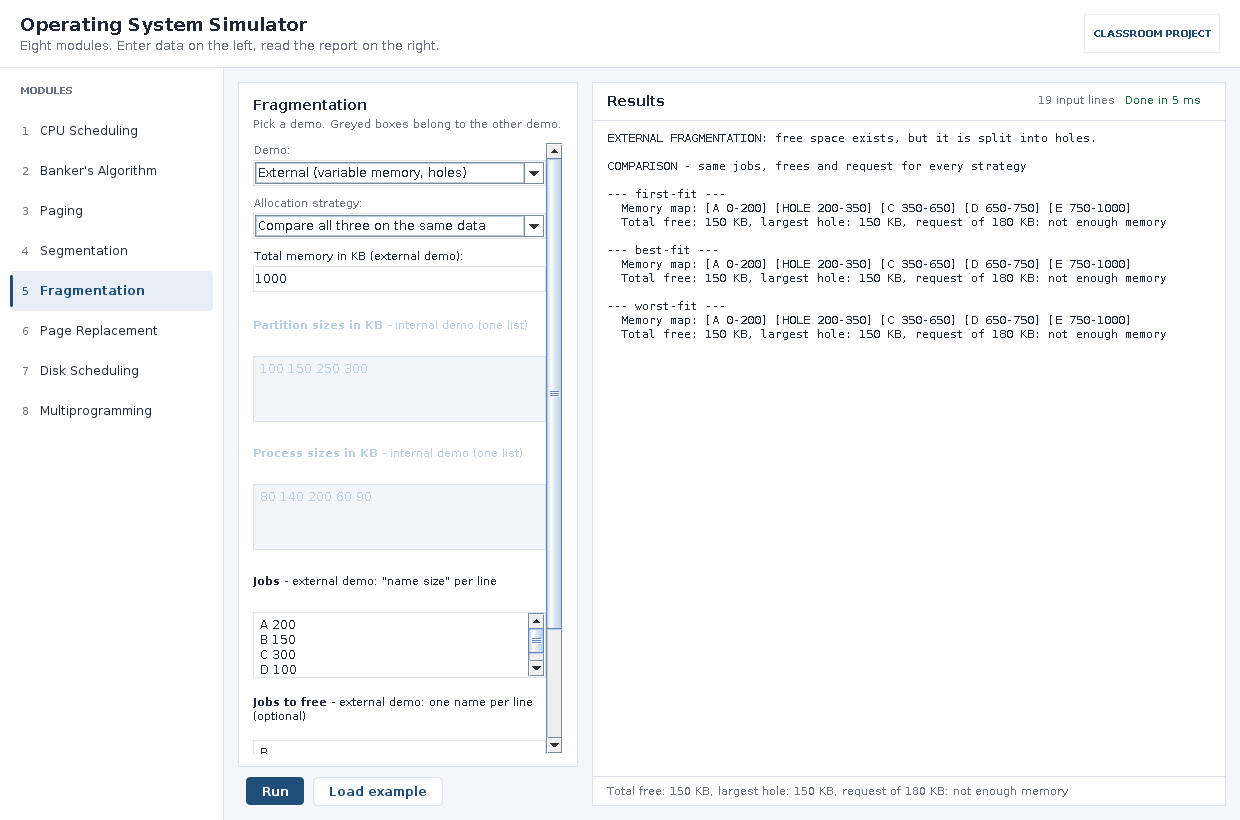 Operating System Simulator
Eight modules. Enter data on the left, read the report on the right.
CLASSROOM PROJECT
MODULES
1 CPU Scheduling
2 Banker's Algorithm
3 Paging
4 Segmentation
5 Fragmentation
6 Page Replacement
7 Disk Scheduling
8 Multiprogramming
Fragmentation
Pick a demo. Greyed boxes belong to the other demo.
Demo:
External (variable memory, holes)
Allocation strategy:
Compare all three on the same data
Total memory in KB (external demo):
1000
Partition sizes in KB - internal demo (one list)
100 150 250 300
Process sizes in KB - internal demo (one list)
80 140 200 60 90
Jobs - external demo: "name size" per line
A 200
B 150
C 300
D 100
Jobs to free - external demo: one name per line
(optional)
B
Run
Load example
Results
19 input lines Done in 5 ms
EXTERNAL FRAGMENTATION: free space exists, but it is split into holes.
COMPARISON - same jobs, frees and request for every strategy
--- first-fit ---
Memory map: [A 0-200] [HOLE 200-350] [C 350-650] [D 650-750] [E 750-1000]
Total free: 150 KB, largest hole: 150 KB, request of 180 KB: not enough memory
--- best-fit ---
Memory map: [A 0-200] [HOLE 200-350] [C 350-650] [D 650-750] [E 750-1000]
Total free: 150 KB, largest hole: 150 KB, request of 180 KB: not enough memory
--- worst-fit ---
Memory map: [A 0-200] [HOLE 200-350] [C 350-650] [D 650-750] [E 750-1000]
Total free: 150 KB, largest hole: 150 KB, request of 180 KB: not enough memory
Total free: 150 KB, largest hole: 150 KB, request of 180 KB: not enough memory